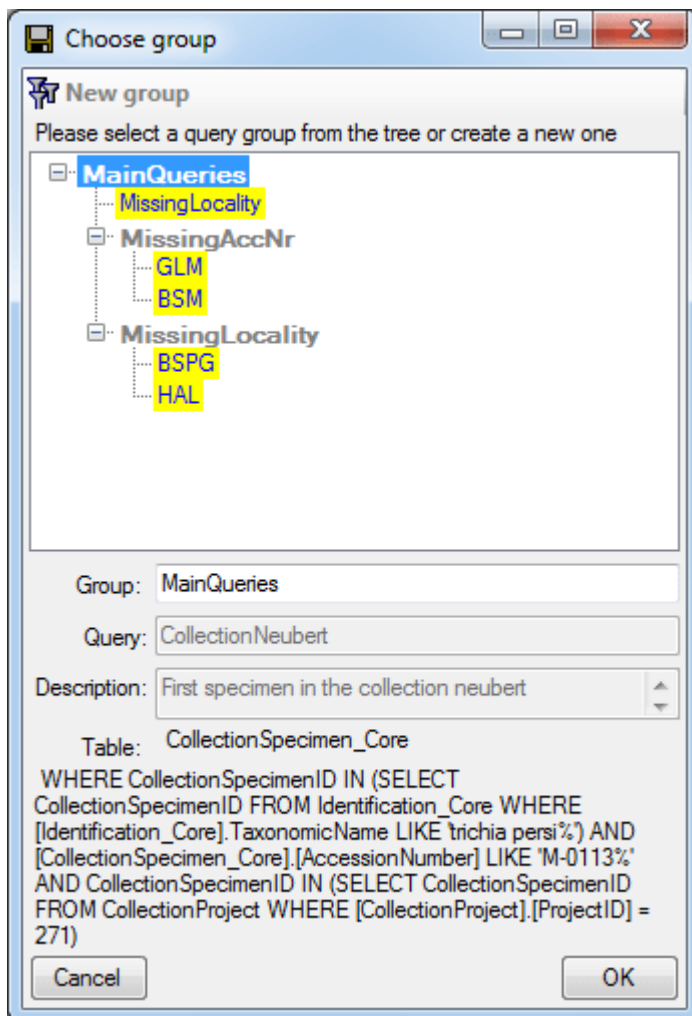 Choose group
New group
Please select a query group from the tree or create a new one
MainQueries
MissingLocality
MissingAccNr
GLM
BSM
MissingLocality
BSPG
HAL
Group: MainQueries
Query: CollectionNeubert
Description: First specimen in the collection neubert
Table: CollectionSpecimen_Core
WHERE CollectionSpecimenID IN (SELECT
CollectionSpecimenID FROM Identification_Core WHERE
[Identification_Core].TaxonomicName LIKE 'trichia persi%') AND
[CollectionSpecimen_Core].[AccessionNumber] LIKE 'M-0113%'
AND CollectionSpecimenID IN (SELECT CollectionSpecimenID
FROM CollectionProject WHERE [CollectionProject].[ProjectID] =
271)
Cancel OK